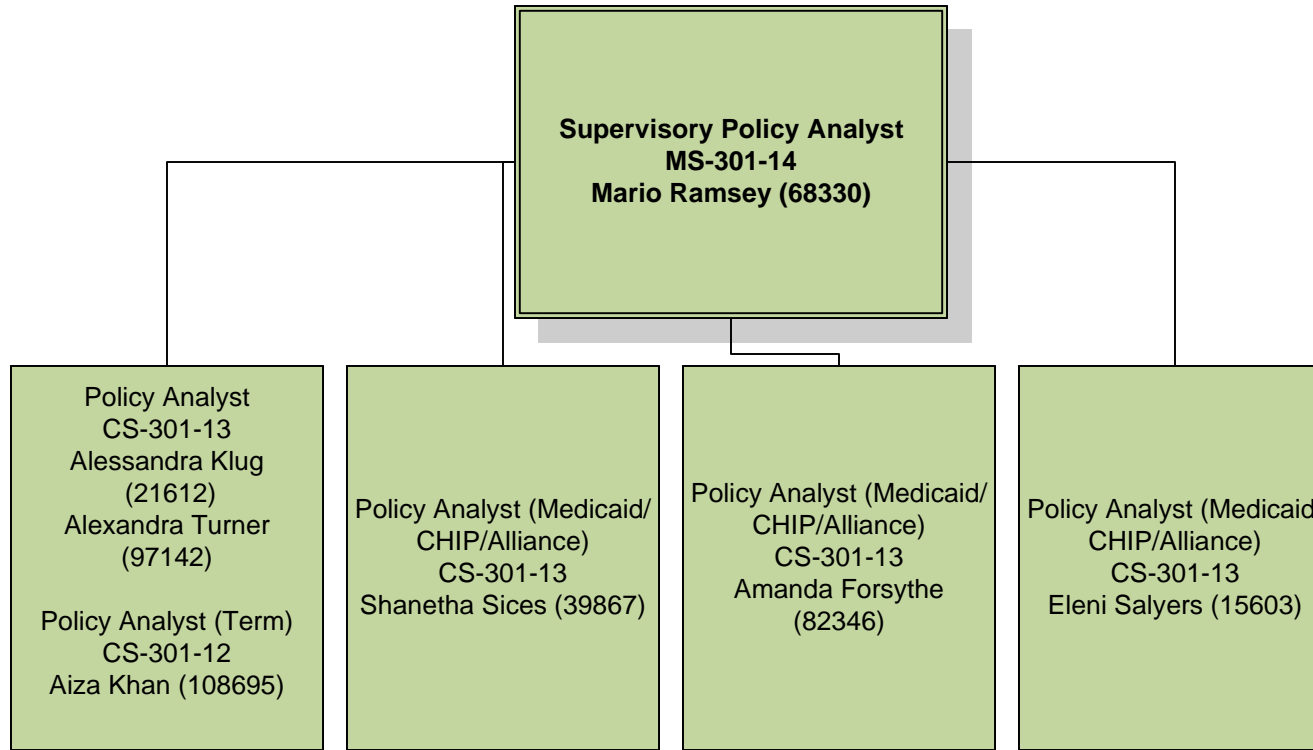 Supervisory Policy Analyst
MS-301-14
Mario Ramsey (68330)
Policy Analyst
CS-301-13
Alessandra Klug
(21612)
Alexandra Turner
(97142)
Policy Analyst (Term)
CS-301-12
Aiza Khan (108695)
Policy Analyst (Medicaid/
CHIP/Alliance)
CS-301-13
Shanetha Sices (39867)
Policy Analyst (Medicaid/
CHIP/Alliance)
CS-301-13
Amanda Forsythe
(82346)
Policy Analyst (Medicaid
CHIP/Alliance)
CS-301-13
Eleni Salyers (15603)